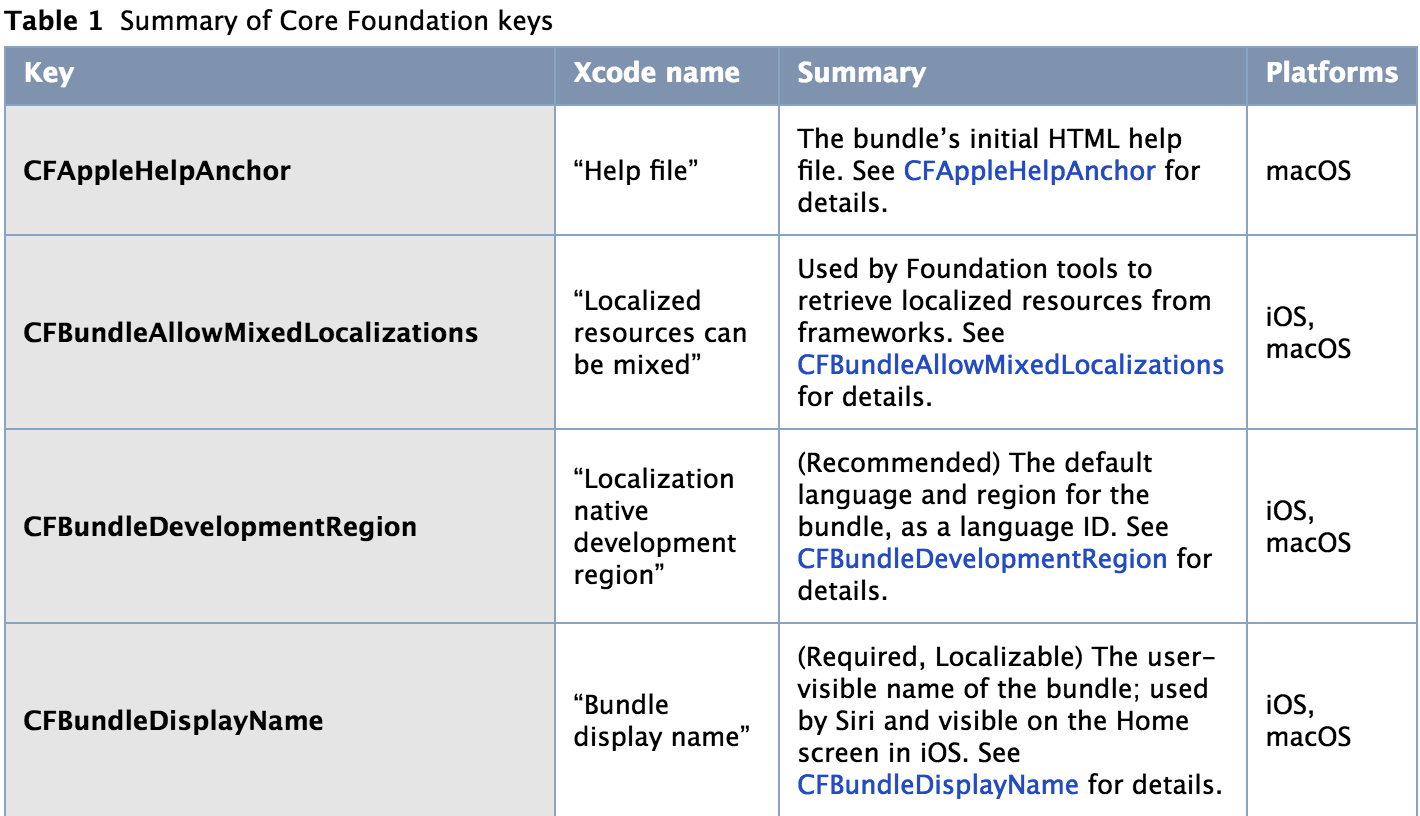 Table 1 Summary of Core Foundation keys
Key
Xcode name
Summary
Platforms
CFAppleHelpAnchor
“Help file”
The bundle’s initial HTML help
file. See CFAppleHelpAnchor for
details.
macOS
CFBundleAllowMixedLocalizations
“Localized
resources can
be mixed”
Used by Foundation tools to
retrieve localized resources from
frameworks. See
CFBundleAllowMixedLocalizations
for details.
iOS,
macOS
CFBundleDevelopmentRegion
“Localization
native
development
region”
(Recommended) The default
language and region for the
bundle, as a language ID. See
CFBundleDevelopmentRegion for
details.
iOS,
macOS
CFBundleDisplayName
“Bundle
display name”
(Required, Localizable) The user-
visible name of the bundle; used
by Siri and visible on the Home
screen in iOS. See
CFBundleDisplayName for details.
iOS,
macOS